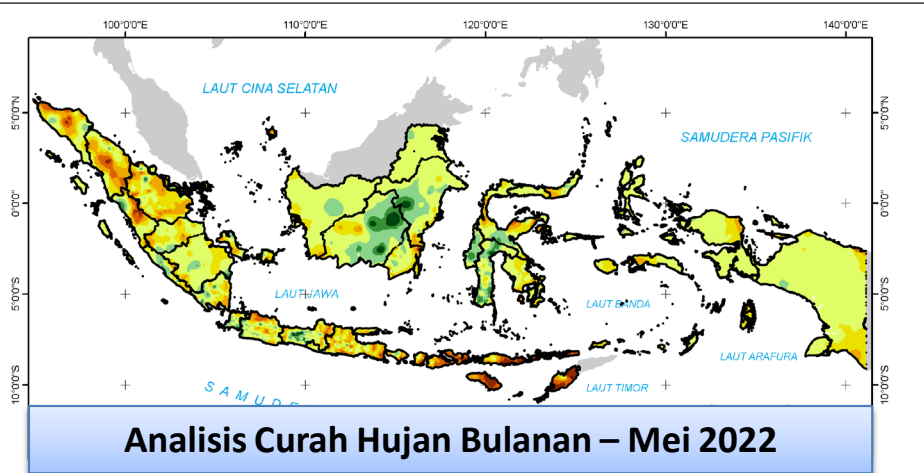 100°0'0"E 110°0'0"E 120°0'0"E 130°0'0"E 140°0'0"E
LAUT CINA SELATAN
5°0'0"N 5°0'0"N
SAMUDERA PASIFIK
0°0'0" 0°0'0"
LAUT JAWA
5°0'0"S 5°0'0"S
LAUT BANDA
LAUT ARAFURA
10°0'0"S 10°0'0"S
LAUT TIMOR
Analisis Curah Hujan Bulanan – Mei 2022